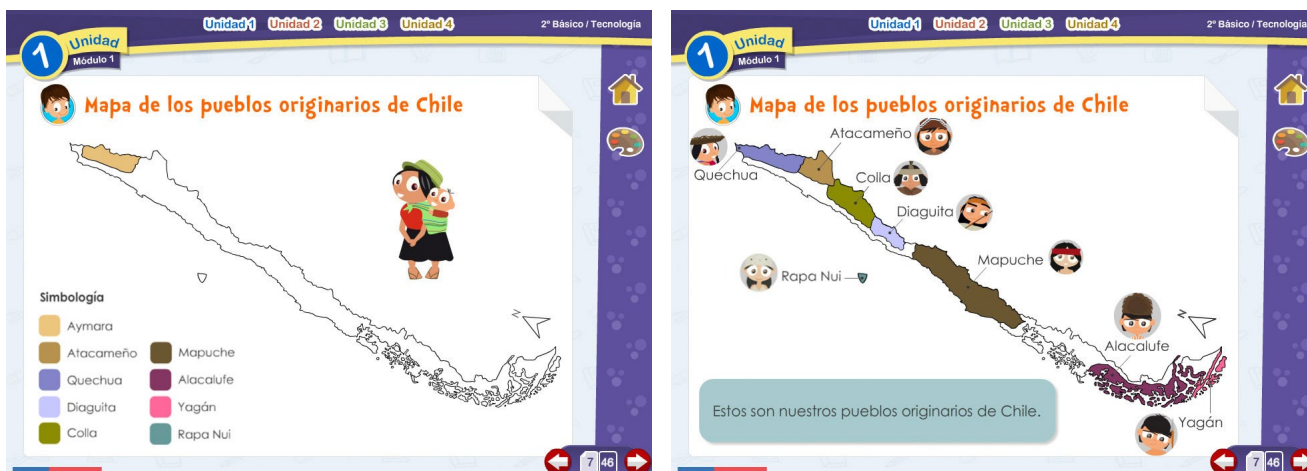 Unidad 1 Unidad 2 Unidad 3 Unidad 4
2° Básico / Tecnología
1 Unidad
Módulo 1
Mapa de los pueblos originarios de Chile
Simbología
Aymara
Atacameño
Quechua
Diaguita
Colla
Mapuche
Alacalufe
Yagán
Rapa Nui
N
7 46
Unidad 1 Unidad 2 Unidad 3 Unidad 4
2° Básico / Tecnología
1 Unidad
Módulo 1
Mapa de los pueblos originarios de Chile
Atacameño
Quechua
Colla
Diaguita
Mapuche
Rapa Nui
N
Alacalufe
Yagán
Estos son nuestros pueblos originarios de Chile.
7 46